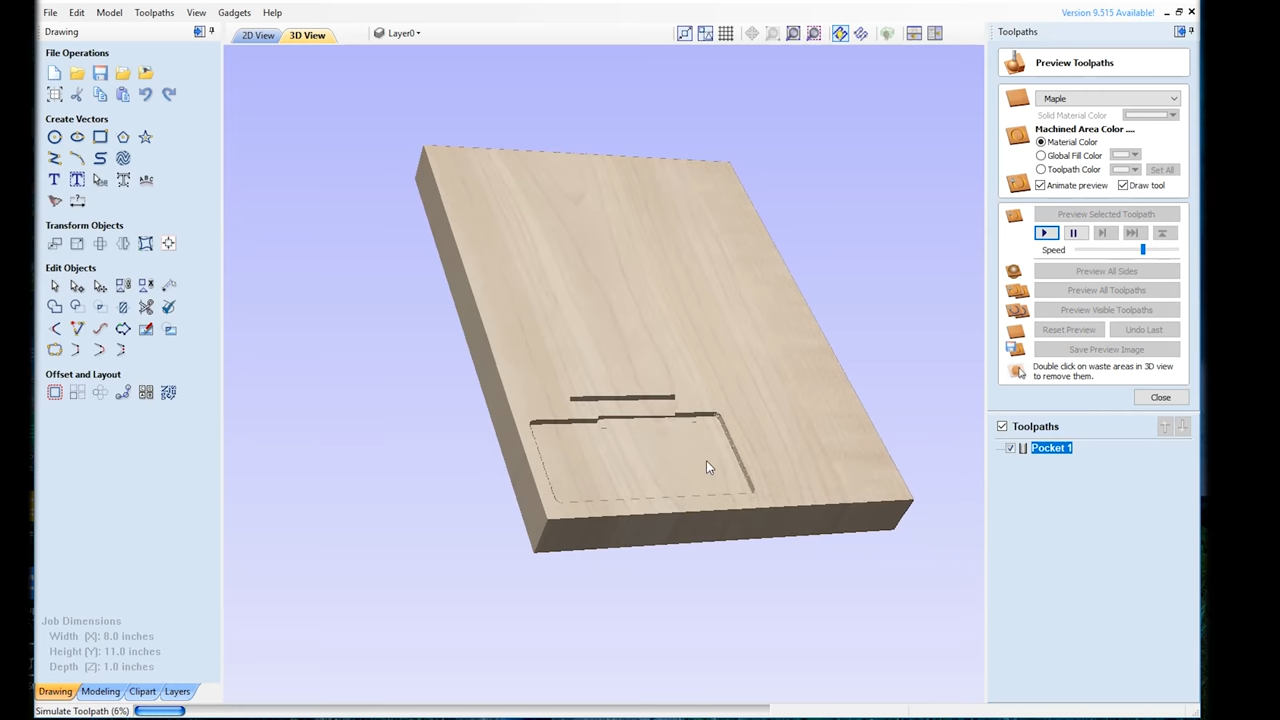 File Edit Model Toolpaths View Gadgets Help
Version 9.515 Available!
Drawing
2D View 3D View Layer0
Toolpaths
File Operations
Create Vectors
Transform Objects
Edit Objects
Offset and Layout
Job Dimensions
Width (X): 8.0 inches
Height (Y): 11.0 inches
Depth (Z): 1.0 inches
Drawing Modeling Clipart Layers
Simulate Toolpath (6%)
Preview Toolpaths
Maple
Solid Material Color
Machined Area Color ....
Material Color
Global Fill Color
Toolpath Color Set All
Animate preview Draw tool
Preview Selected Toolpath
Speed
Preview All Sides
Preview All Toolpaths
Preview Visible Toolpaths
Reset Preview Undo Last
Save Preview Image
Double click on waste areas in 3D view
to remove them.
Close
Toolpaths
Pocket 1